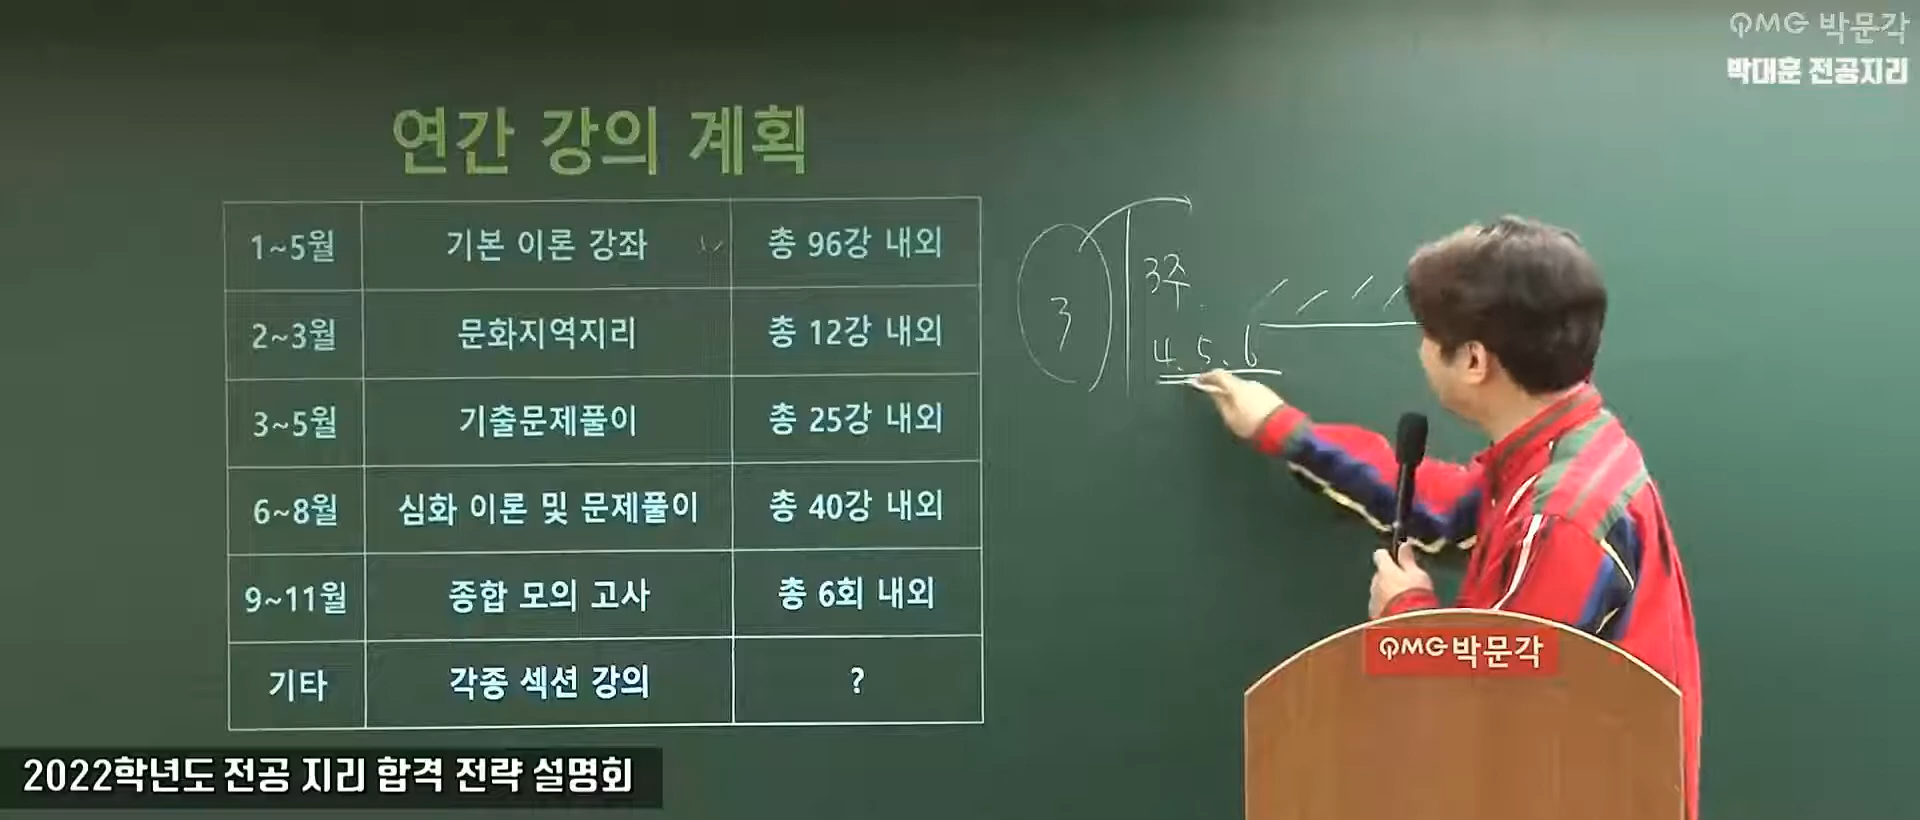 PMG 박문각
박대훈 전공지리
연간 강의 계획
1~5월 기본 이론 강좌 총 96강 내외
2~3월 문화지역지리 총 12강 내외
3~5월 기출문제풀이 총 25강 내외
6~8월 심화 이론 및 문제풀이 총 40강 내외
9~11월 종합 모의 고사 총 6회 내외
기타 각종 섹션 강의 ?
3
3주
4. 5. 6
PMG 박문각
2022학년도 전공 지리 합격 전략 설명회